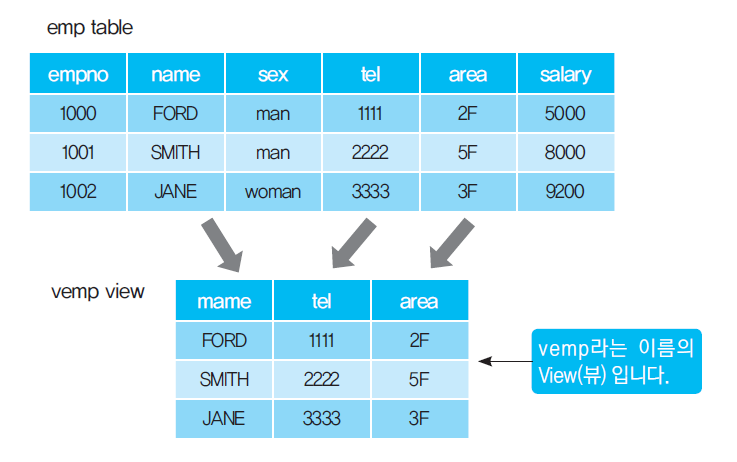 emp table
empno name sex tel area salary
1000 FORD man 1111 2F 5000
1001 SMITH man 2222 5F 8000
1002 JANE woman 3333 3F 9200
vemp view
mame tel area
FORD 1111 2F
SMITH 2222 5F
JANE 3333 3F
vemp라는 이름의
View(뷰) 입니다.